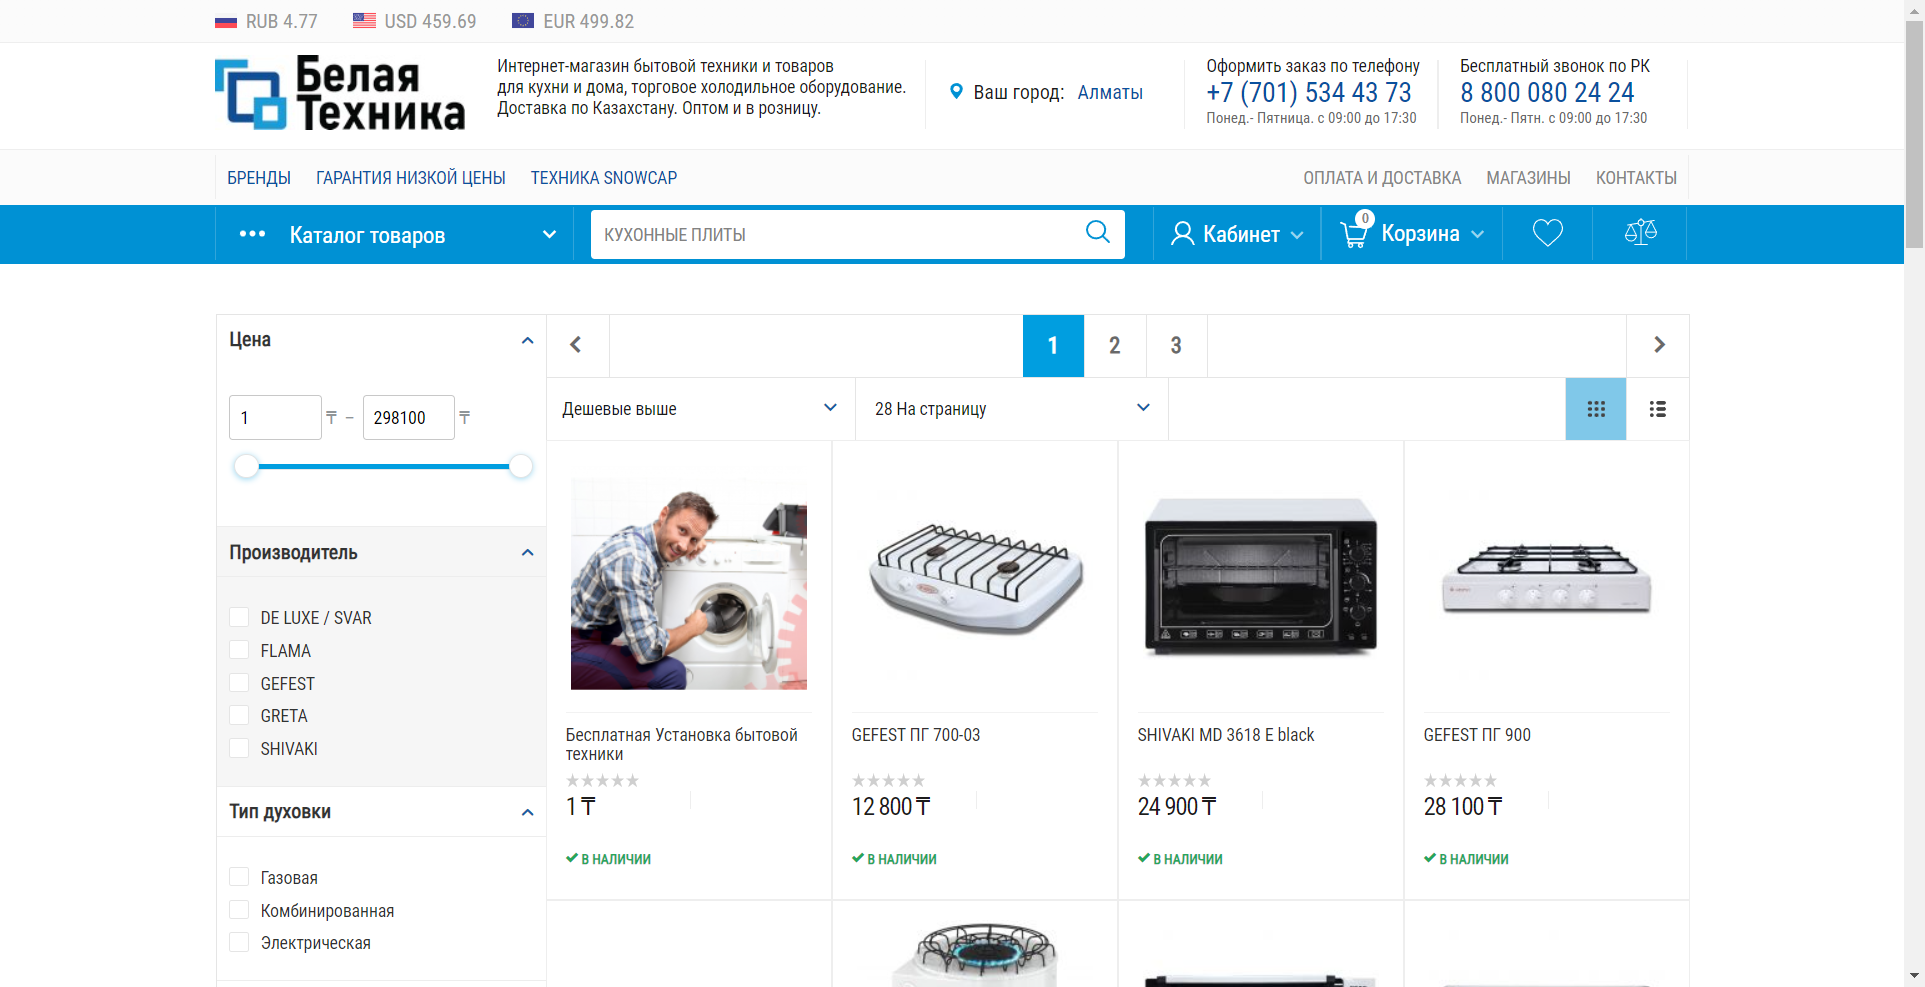 RUB 4.77
USD 459.69
EUR 499.82
Белая
Техника
Интернет-магазин бытовой техники и товаров
для кухни и дома, торговое холодильное оборудование.
Доставка по Казахстану. Оптом и в розницу.
Ваш город: Алматы
Оформить заказ по телефону
+7 (701) 534 43 73
Понед.- Пятница. с 09:00 до 17:30
Бесплатный звонок по РК
8 800 080 24 24
Понед.- Пятн. с 09:00 до 17:30
БРЕНДЫ
ГАРАНТИЯ НИЗКОЙ ЦЕНЫ
ТЕХНИКА SNOWCAP
ОПЛАТА И ДОСТАВКА
МАГАЗИНЫ
КОНТАКТЫ
Каталог товаров
КУХОННЫЕ ПЛИТЫ
Кабинет
0
Корзина
Цена
1 ₸ – 298100 ₸
Производитель
DE LUXE / SVAR
FLAMA
GEFEST
GRETA
SHIVAKI
Тип духовки
Газовая
Комбинированная
Электрическая
1 2 3
Дешевые выше
28 На страницу
Бесплатная Установка бытовой
техники
1 ₸
В НАЛИЧИИ
GEFEST ПГ 700-03
12 800 ₸
В НАЛИЧИИ
SHIVAKI MD 3618 E black
24 900 ₸
В НАЛИЧИИ
GEFEST ПГ 900
28 100 ₸
В НАЛИЧИИ